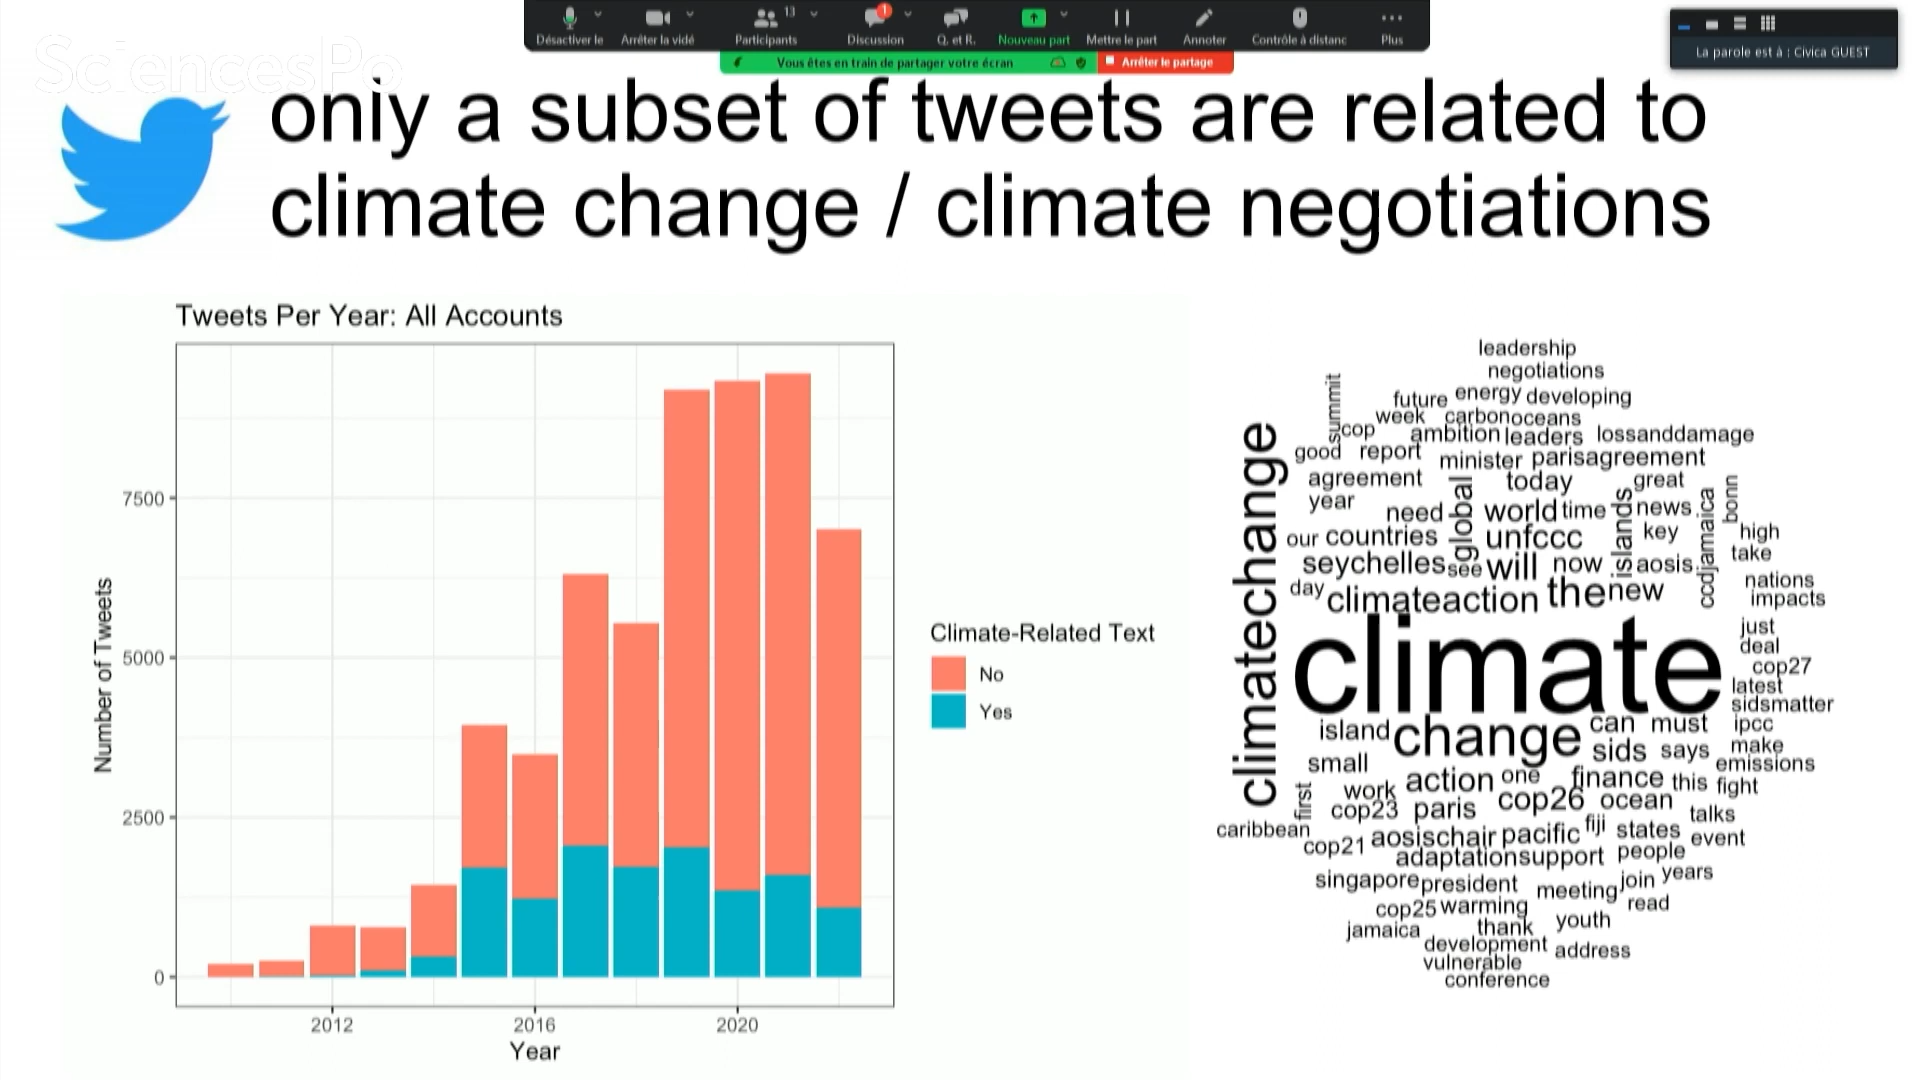 SciencesPo
Désactiver le
Arrêter la vidé
Participants
13
Discussion
1
Q. et R.
Nouveau part
Mettre le part
Annoter
Contrôle à distanc
Plus
Vous êtes en train de partager votre écran
Arrêter le partage
La parole est à : Civica GUEST
only a subset of tweets are related to
climate change / climate negotiations
Tweets Per Year: All Accounts
Number of Tweets
7500
5000
2500
0
2012
2016
2020
Year
Climate-Related Text
No
Yes
leadership
negotiations
summit
future energy developing
week carbon oceans
cop ambition leaders lossanddamage
good report minister parisagreement
agreement today great
year
need global world time islands news
ccdjamaica bonn
our countries unfccc key high
seychelles see will now aosis take
day climateaction the new nations
impacts
climatechange
climate
just
deal
cop27
latest
sidsmatter
island change can must ipcc
sids says make
small emissions
action one finance this fight
first work cop26 ocean
cop23 paris talks
caribbean aosischair pacific fiji states event
cop21 adaptation support people
singapore president meeting join years
cop25 warming read
jamaica thank youth
development address
vulnerable
conference